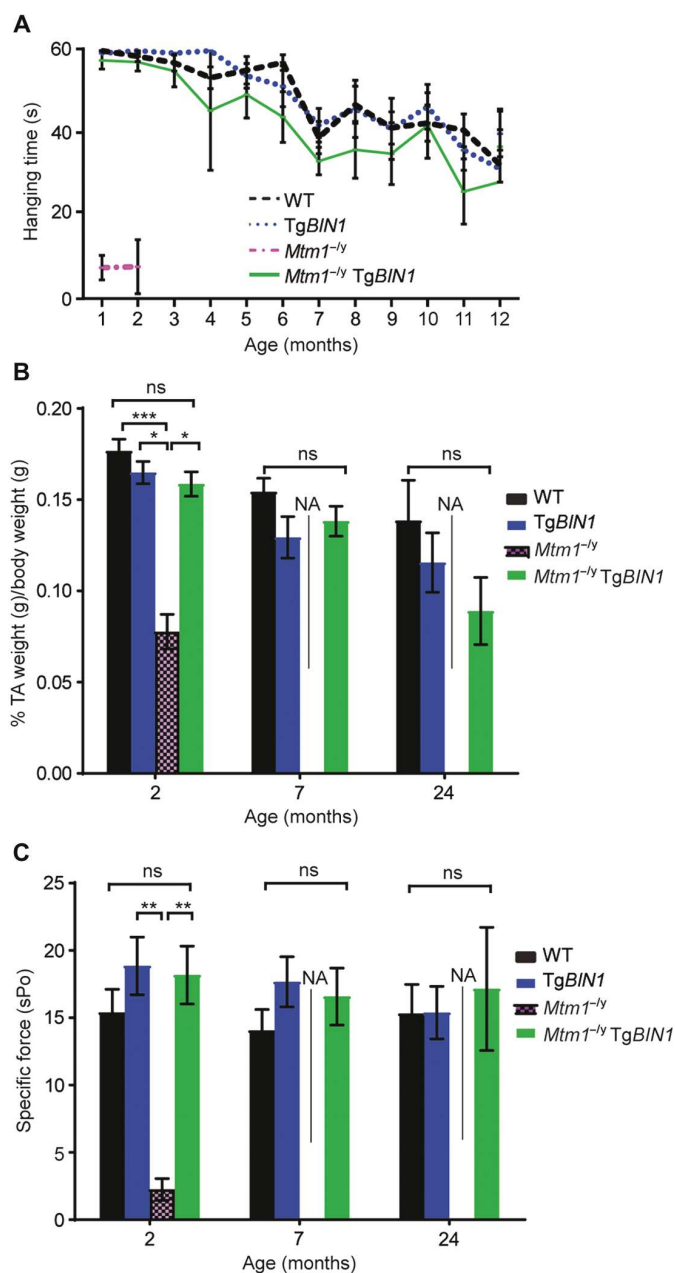 A
Hanging time (s)
60
40
20
0
WT
TgBIN1
Mtm1⁻/ʸ
Mtm1⁻/ʸ TgBIN1
1 2 3 4 5 6 7 8 9 10 11 12
Age (months)
B
% TA weight (g)/body weight (g)
0.20
0.15
0.10
0.05
0.00
ns
***
* *
ns
NA
ns
NA
WT
TgBIN1
Mtm1⁻/ʸ
Mtm1⁻/ʸ TgBIN1
2 7 24
Age (months)
C
Specific force (sPo)
25
20
15
10
5
0
ns
** **
ns
NA
ns
NA
WT
TgBIN1
Mtm1⁻/ʸ
Mtm1⁻/ʸ TgBIN1
2 7 24
Age (months)